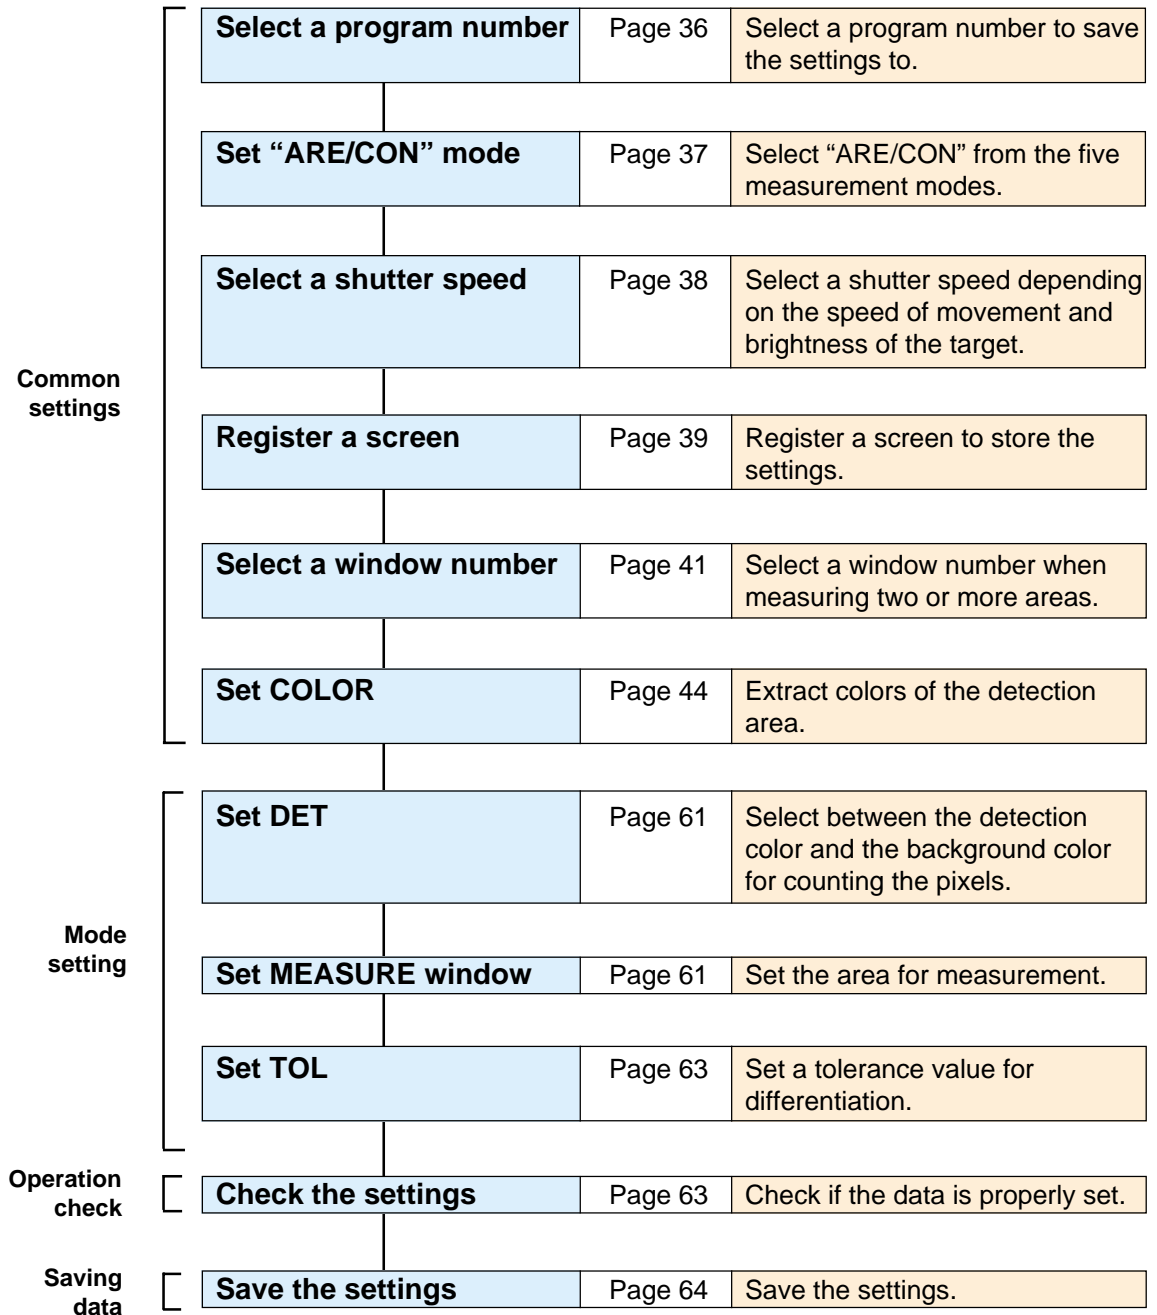 Select a program number
Page 36
Select a program number to save
the settings to.
Set “ARE/CON” mode
Page 37
Select “ARE/CON” from the five
measurement modes.
Select a shutter speed
Page 38
Select a shutter speed depending
on the speed of movement and
brightness of the target.
Common
settings
Register a screen
Page 39
Register a screen to store the
settings.
Select a window number
Page 41
Select a window number when
measuring two or more areas.
Set COLOR
Page 44
Extract colors of the detection
area.
Set DET
Page 61
Select between the detection
color and the background color
for counting the pixels.
Mode
setting
Set MEASURE window
Page 61
Set the area for measurement.
Set TOL
Page 63
Set a tolerance value for
differentiation.
Operation
check
Check the settings
Page 63
Check if the data is properly set.
Saving
data
Save the settings
Page 64
Save the settings.